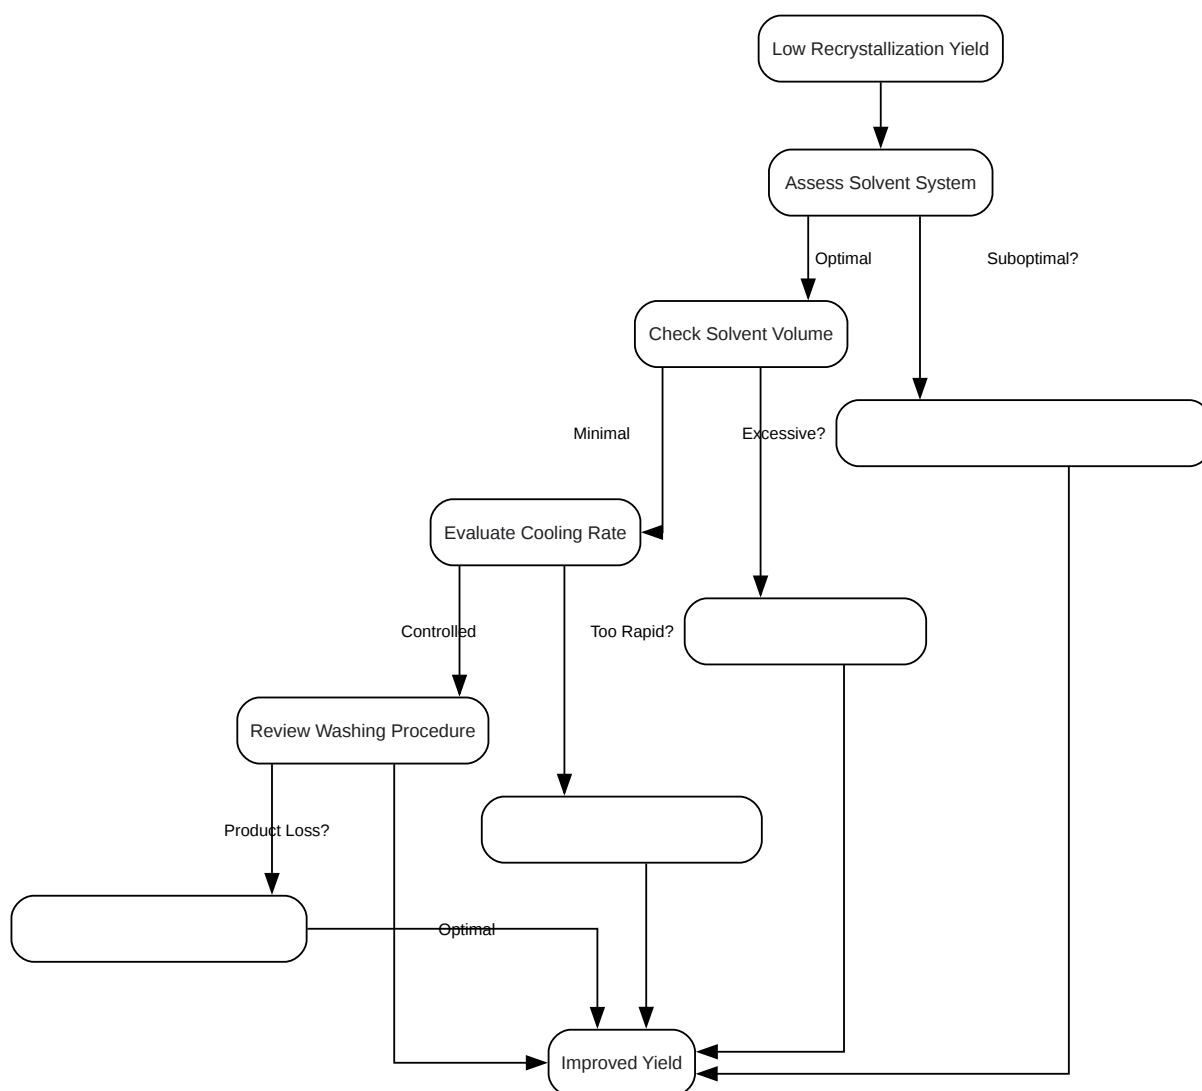 Low Recrystallization Yield
Assess Solvent System
Optimal
Suboptimal?
Check Solvent Volume
Minimal
Excessive?
Evaluate Cooling Rate
Controlled
Too Rapid?
Review Washing Procedure
Product Loss?
Optimal
Improved Yield